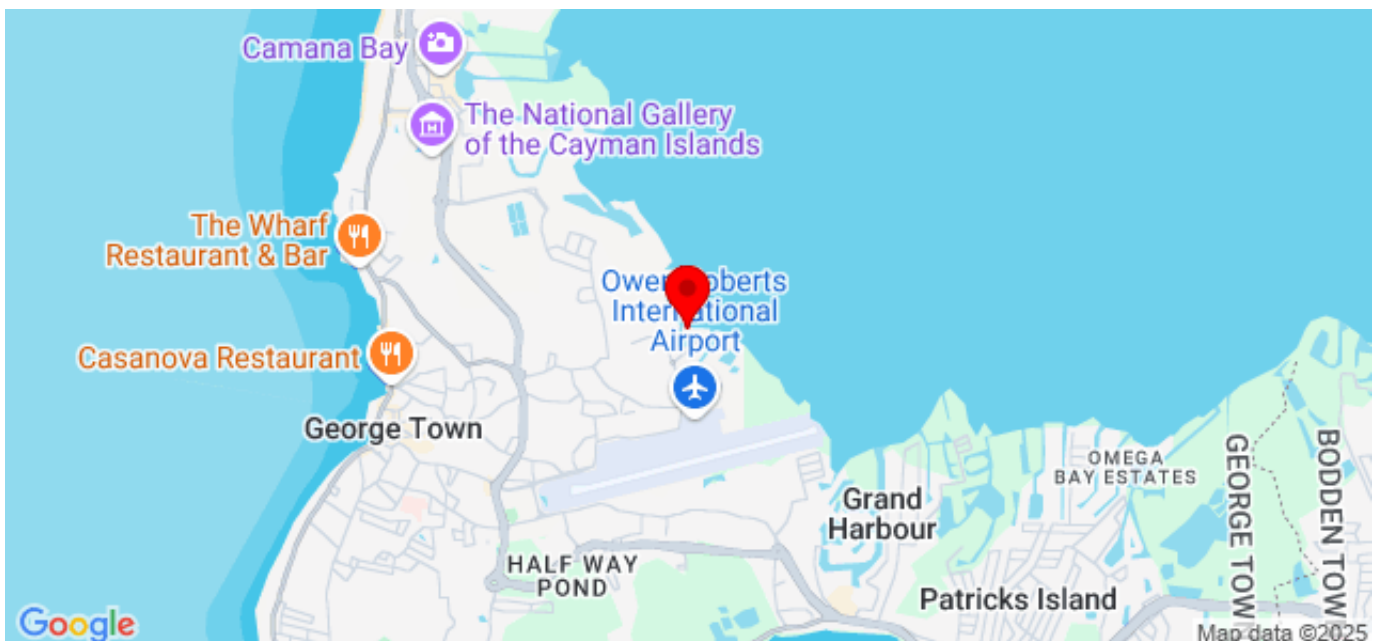 Camana Bay
The National Gallery
of the Cayman Islands
The Wharf
Restaurant & Bar
Owen Roberts
International
Airport
Casanova Restaurant
George Town
OMEGA
BAY ESTATES
GEORGE TOWN
BODDEN TOWN
Grand
Harbour
HALF WAY
POND
Patricks Island
Google
Map data ©2025